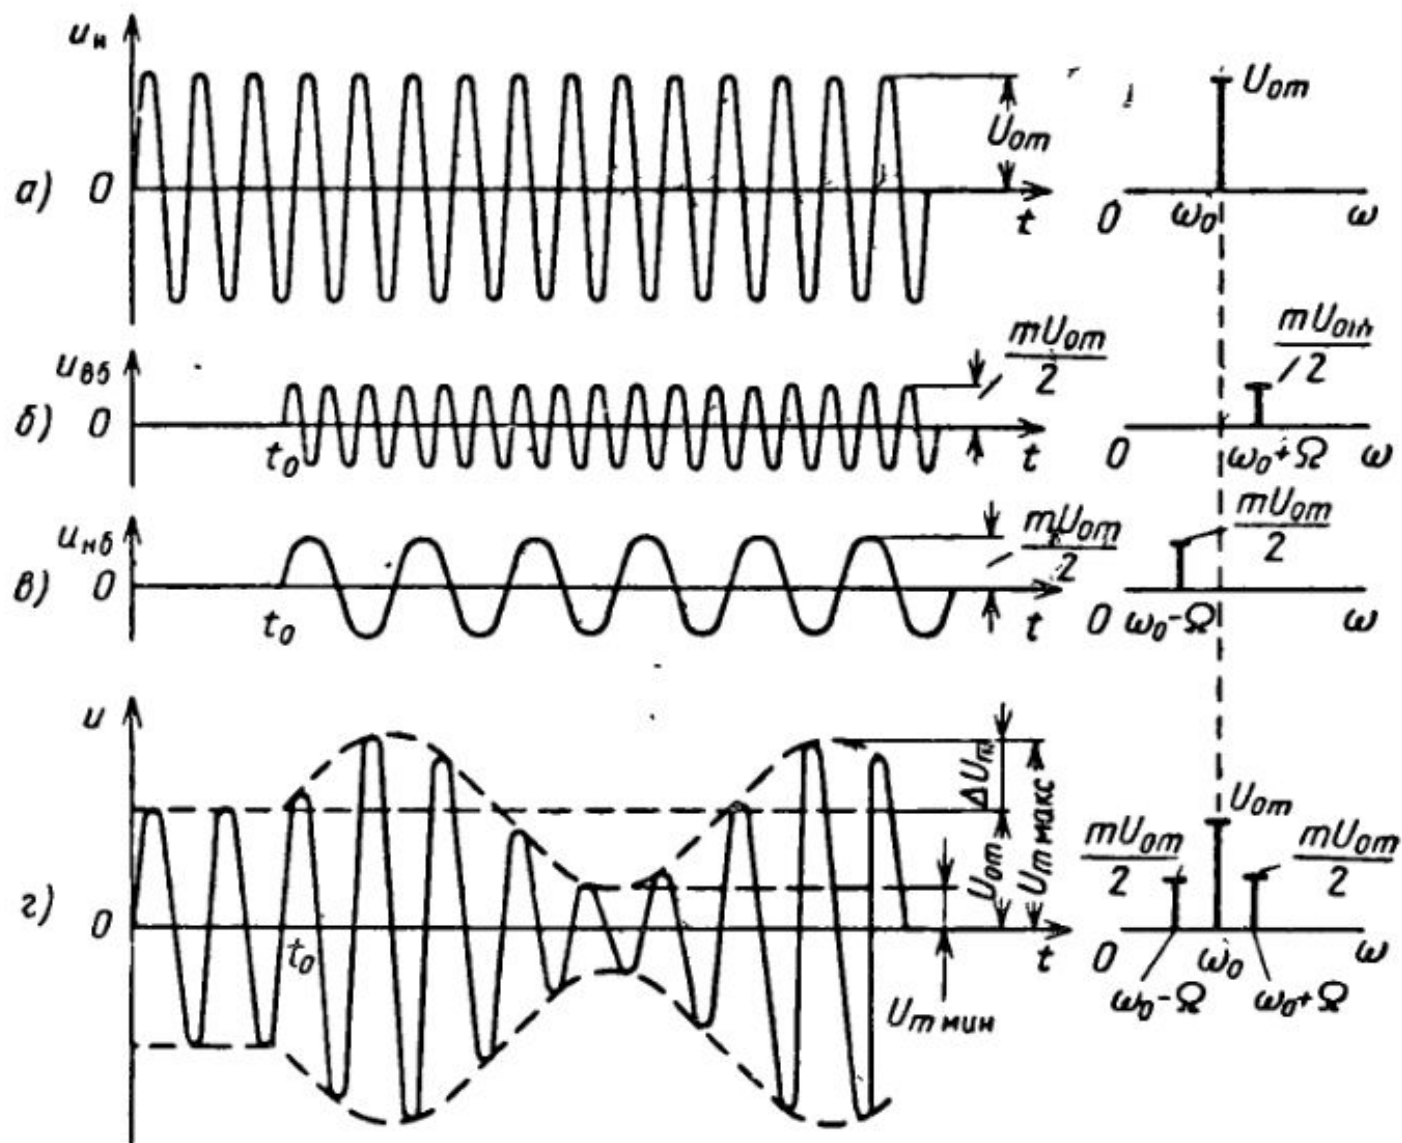 uн
Uom
Uom
а) 0
t
0 ω₀ ω
uвб
mUom
2
mUom
2
б) 0
t₀
t
0 ω₀+Ω ω
uнб
mUom
2
mUom
2
в) 0
t₀
t
0 ω₀-Ω ω
u
ΔUm
Uom
Um макс
Uom
mUom
2
mUom
2
г) 0
t₀
t
0 ω₀ ω
ω₀-Ω ω₀+Ω
Um мин